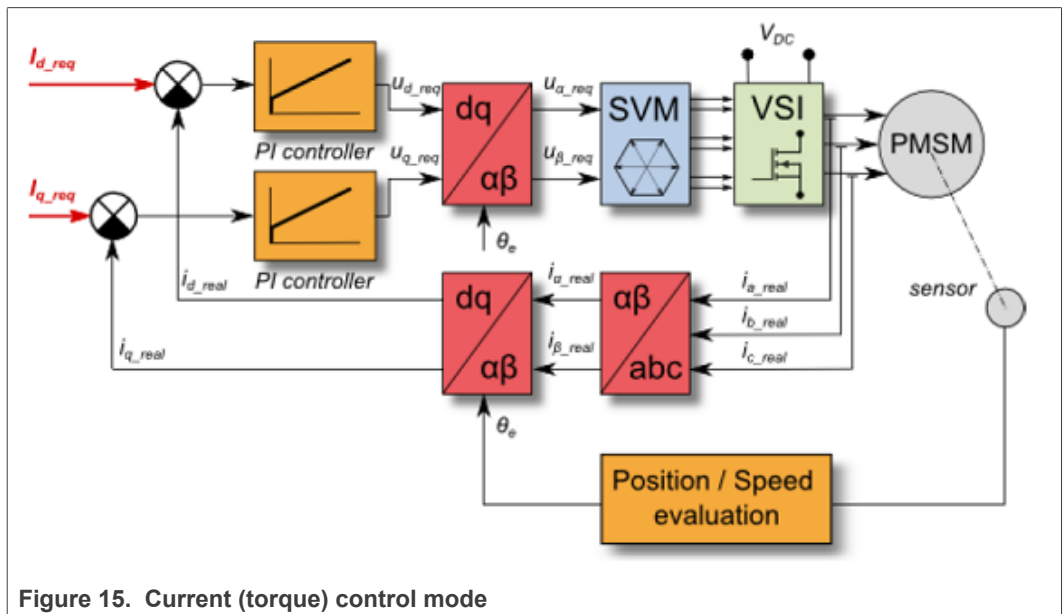 V_DC
I_d_req
u_d_req
u_α_req
dq
SVM
VSI
PI controller
PMSM
u_q_req
u_β_req
I_q_req
αβ
θ_e
i_d_real
PI controller
i_α_real
i_a_real
dq
αβ
sensor
i_b_real
i_q_real
i_β_real
i_c_real
αβ
abc
θ_e
Position / Speed
evaluation
Figure 15. Current (torque) control mode